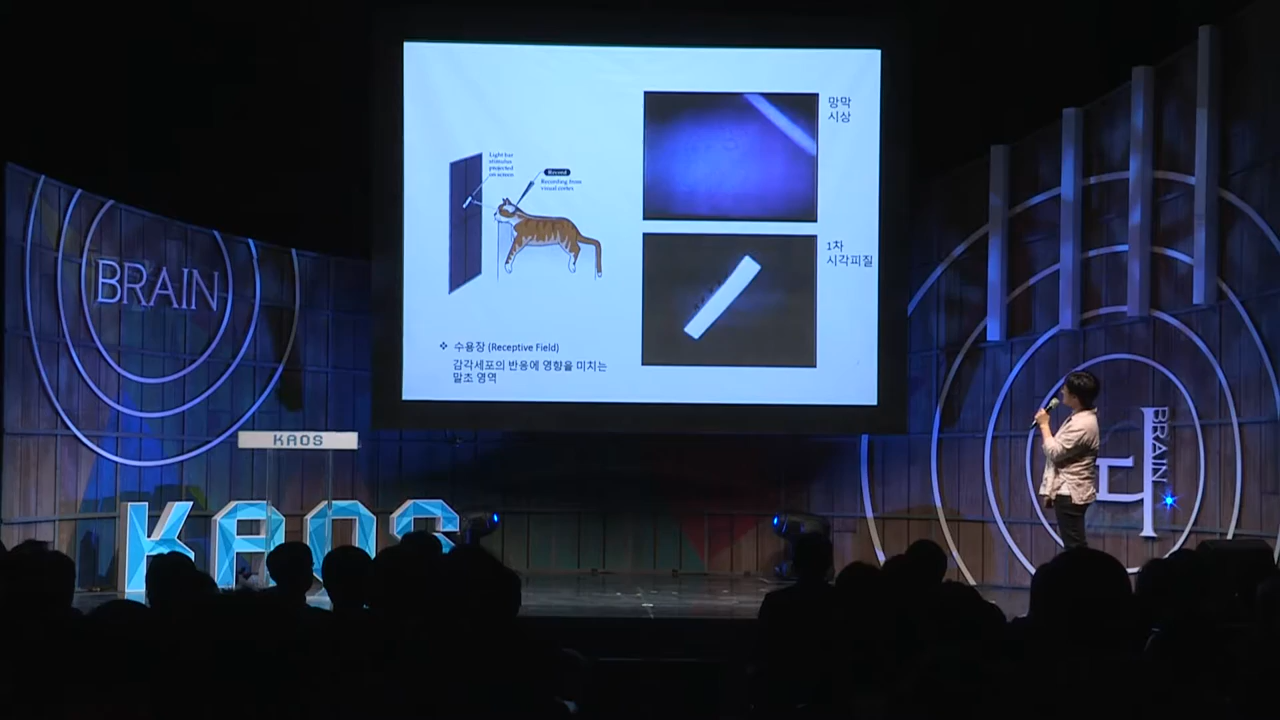 망막
시상
Light bar
stimulus
projected
on screen
Record
Recording from
visual cortex
1차
시각피질
❖ 수용장 (Receptive Field)
감각세포의 반응에 영향을 미치는
말초 영역
BRAIN
KAOS
KAOS
BRAIN
뇌